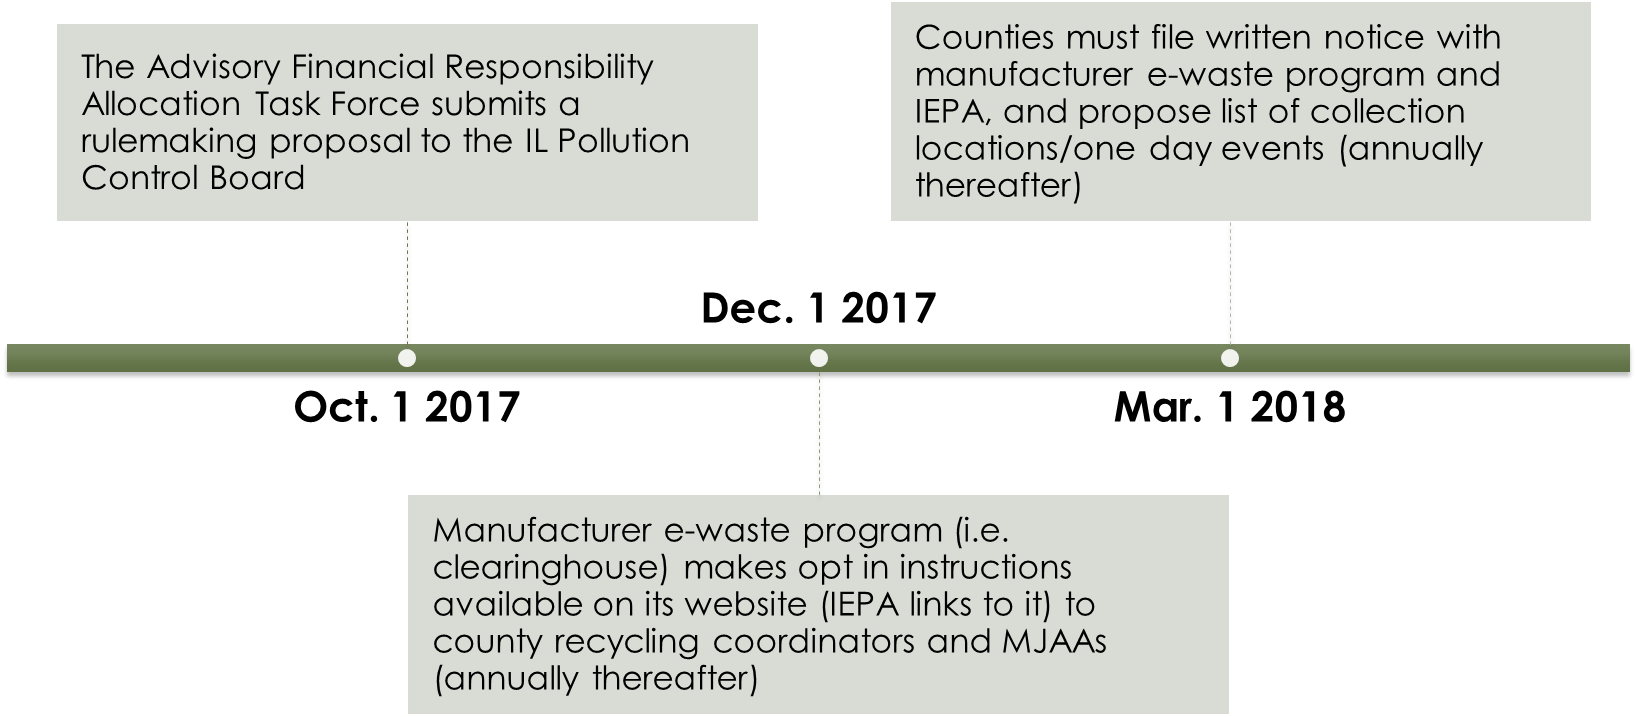 The Advisory Financial Responsibility
Allocation Task Force submits a
rulemaking proposal to the IL Pollution
Control Board
Counties must file written notice with
manufacturer e-waste program and
IEPA, and propose list of collection
locations/one day events (annually
thereafter)
Dec. 1 2017
Oct. 1 2017
Mar. 1 2018
Manufacturer e-waste program (i.e.
clearinghouse) makes opt in instructions
available on its website (IEPA links to it) to
county recycling coordinators and MJAAs
(annually thereafter)